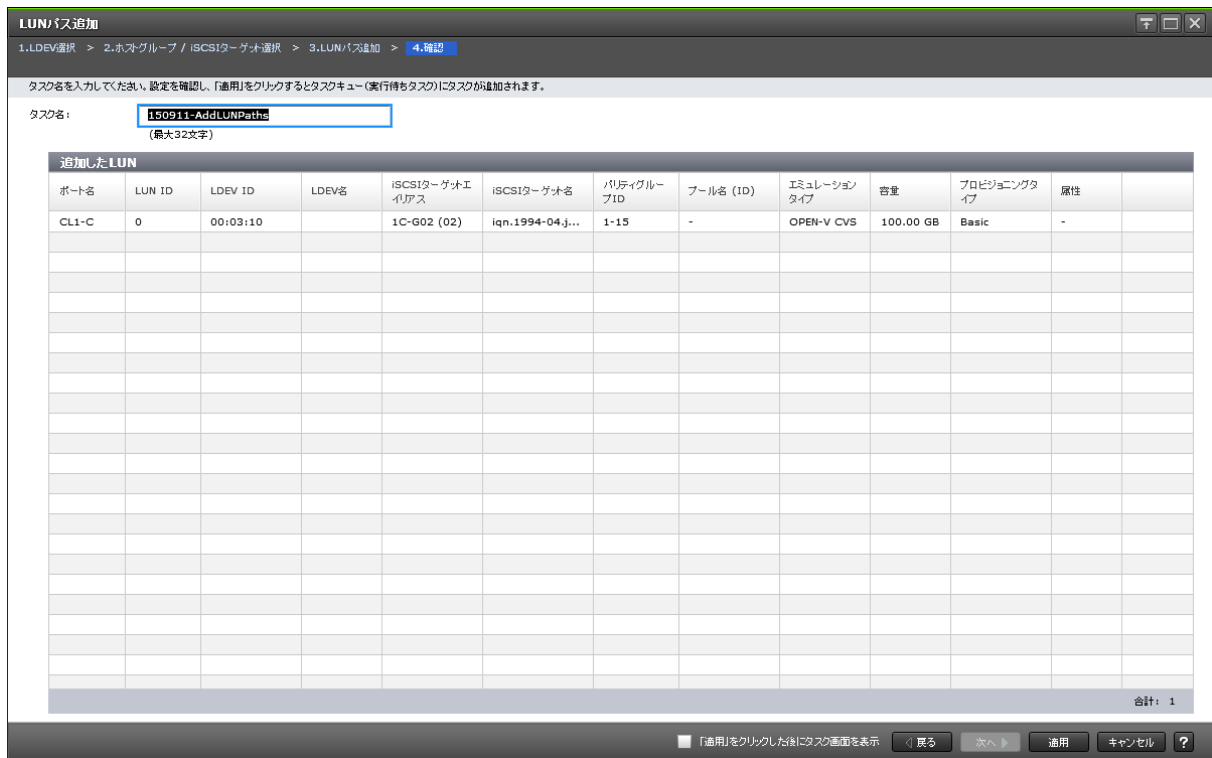 LUNパス追加
1.LDEV選択 > 2.ホストグループ / iSCSIターゲット選択 > 3.LUNパス追加 > 4.確認
タスク名を入力してください。設定を確認し、「適用」をクリックするとタスクキュー(実行待ちタスク)にタスクが追加されます。
タスク名: 150911-AddLUNPaths
(最大32文字)
追加したLUN
ポート名 LUN ID LDEV ID LDEV名 iSCSIターゲットエイリアス iSCSIターゲット名 パリティグループID プール名 (ID) エミュレーションタイプ 容量 プロビジョニングタイプ 属性
CL1-C 0 00:03:10 1C-G02 (02) iqn.1994-04.j... 1-15 - OPEN-V CVS 100.00 GB Basic -
合計: 1
「適用」をクリックした後にタスク画面を表示 戻る 次へ 適用 キャンセル ?